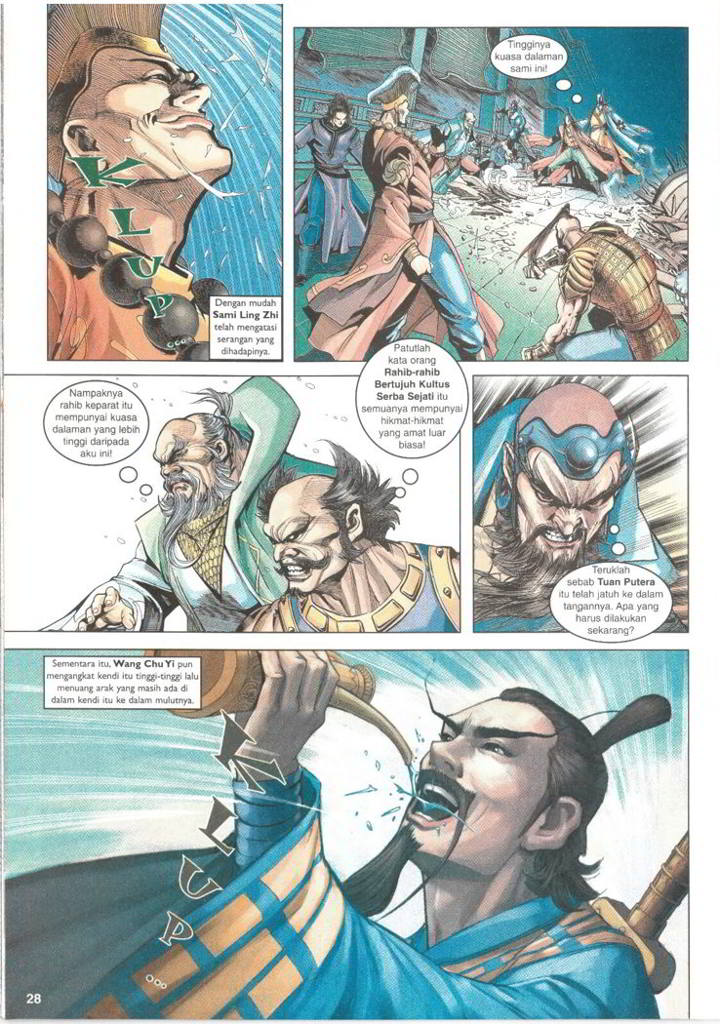 KLUP...
Dengan mudah
Sami Ling Zhi
telah mengatasi
serangan yang
dihadapinya.
Tingginya
kuasa dalaman
sami ini!
Nampaknya
rahib keparat itu
mempunyai kuasa
dalaman yang lebih
tinggi daripada
aku ini!
Patutlah
kata orang
Rahib-rahib
Bertujuh Kultus
Serba Sejati itu
semuanya mempunyai
hikmat-hikmat
yang amat luar
biasa!
Teruklah
sebab Tuan Putera
itu telah jatuh ke dalam
tangannya. Apa yang
harus dilakukan
sekarang?
Sementara itu, Wang Chu Yi pun
mengangkat kendi itu tinggi-tinggi lalu
menuang arak yang masih ada di
dalam kendi itu ke dalam mulutnya.
KLUP...
28